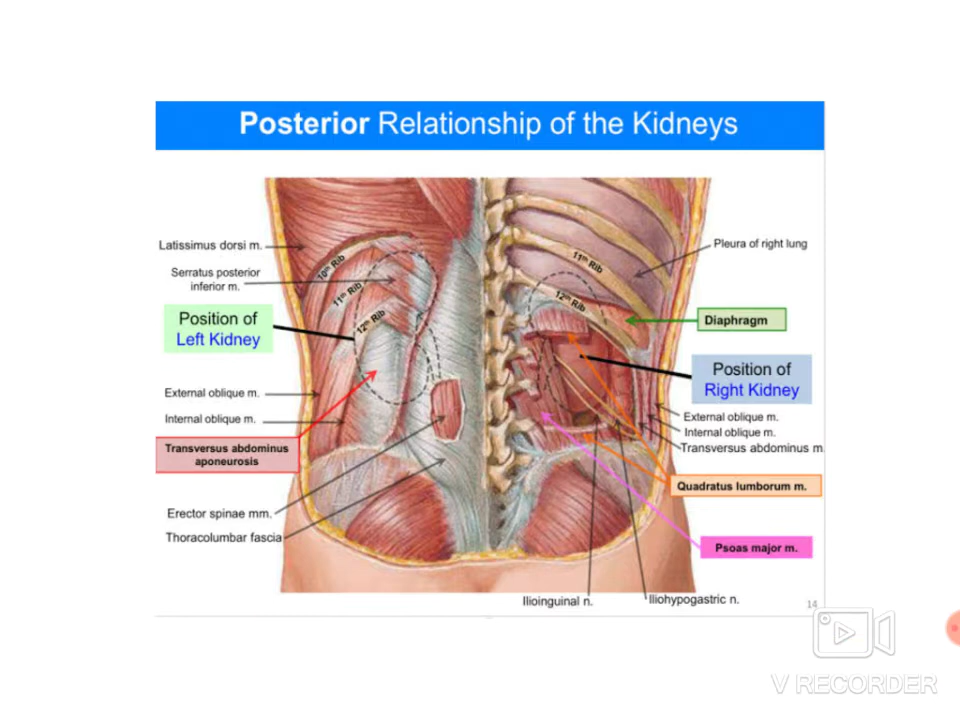 Posterior Relationship of the Kidneys
Latissimus dorsi m.
Serratus posterior
inferior m.
Position of
Left Kidney
External oblique m.
Internal oblique m.
Transversus abdominus
aponeurosis
Erector spinae mm.
Thoracolumbar fascia
10th Rib
11th Rib
12th Rib
11th Rib
12th Rib
Pleura of right lung
Diaphragm
Position of
Right Kidney
External oblique m.
Internal oblique m.
Transversus abdominus m
Quadratus lumborum m.
Psoas major m.
Ilioinguinal n.
Iliohypogastric n.
14
V RECORDER